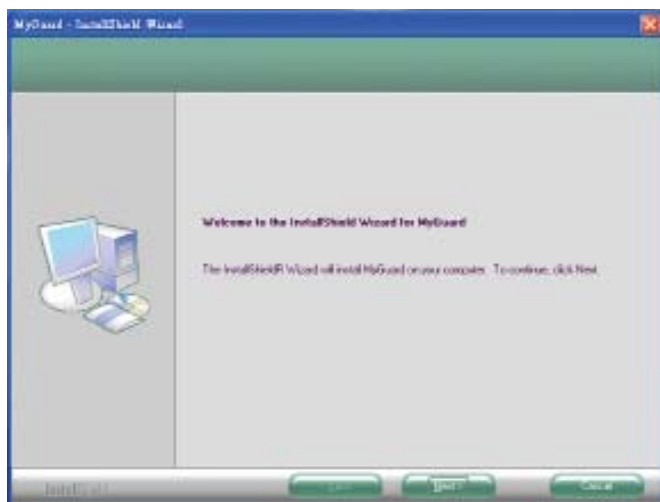 MyGuard - InstallShield Wizard
Welcome to the InstallShield Wizard for MyGuard
The InstallShieldR Wizard will install MyGuard on your computer. To continue, click Next.
InstallShield
Next >
Cancel